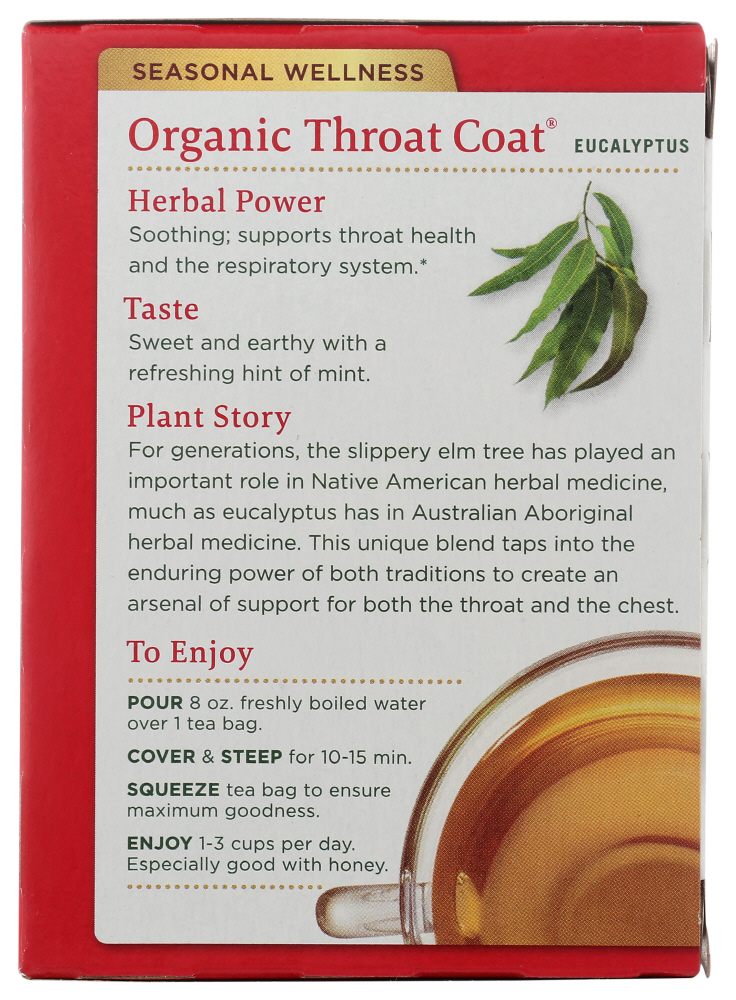 SEASONAL WELLNESS
Organic Throat Coat® EUCALYPTUS
Herbal Power
Soothing; supports throat health
and the respiratory system.*
Taste
Sweet and earthy with a
refreshing hint of mint.
Plant Story
For generations, the slippery elm tree has played an
important role in Native American herbal medicine,
much as eucalyptus has in Australian Aboriginal
herbal medicine. This unique blend taps into the
enduring power of both traditions to create an
arsenal of support for both the throat and the chest.
To Enjoy
POUR 8 oz. freshly boiled water
over 1 tea bag.
COVER & STEEP for 10-15 min.
SQUEEZE tea bag to ensure
maximum goodness.
ENJOY 1-3 cups per day.
Especially good with honey.